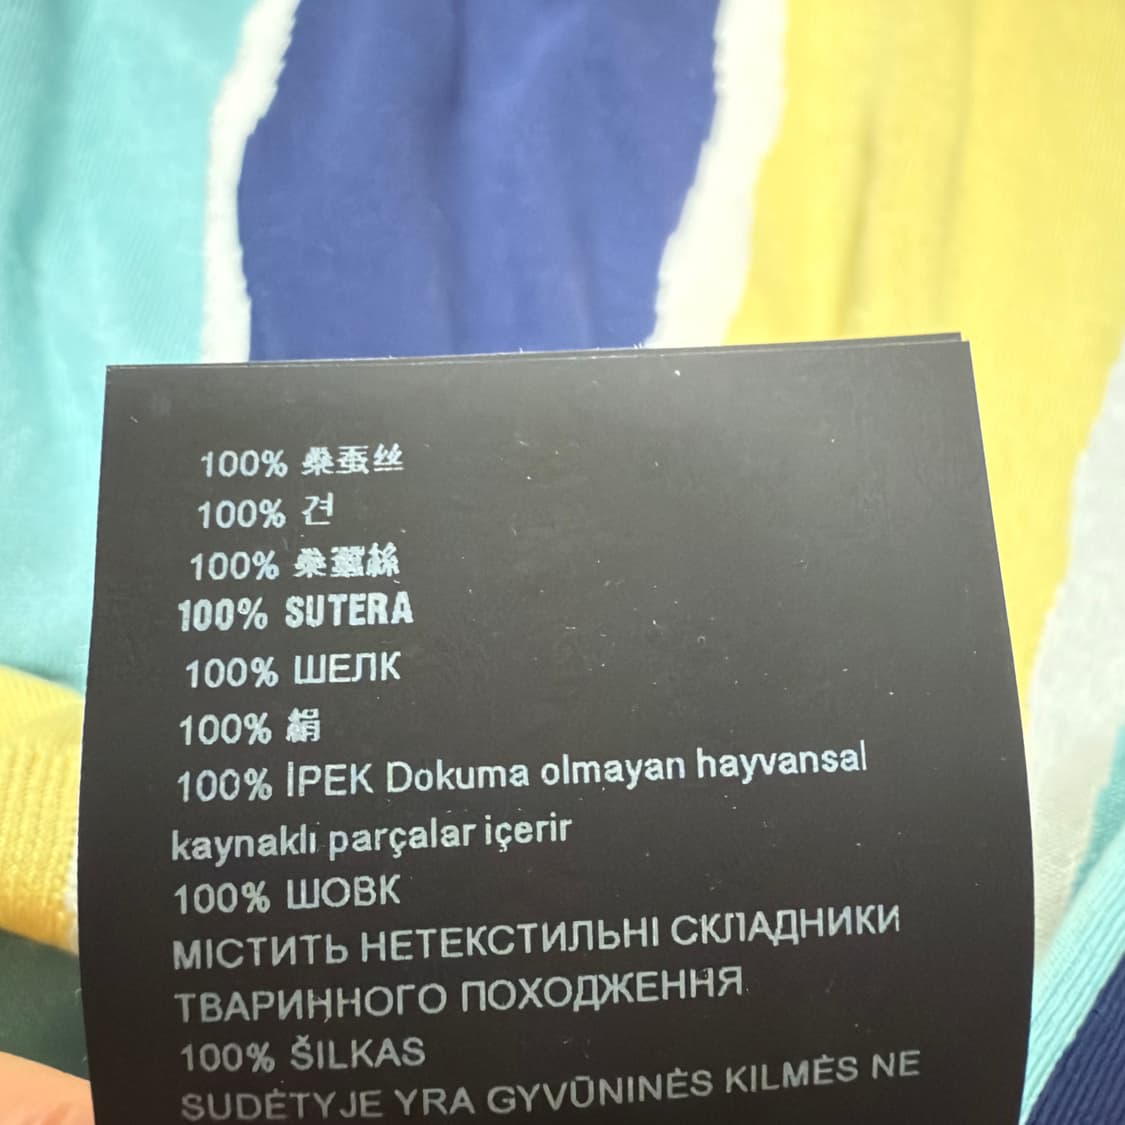 100% 桑蚕丝
100% 견
100% 桑蠶絲
100% SUTERA
100% ШЕЛК
100% 絹
100% İPEK Dokuma olmayan hayvansal
kaynaklı parçalar içerir
100% ШОВК
МІСТИТЬ НЕТЕКСТИЛЬНІ СКЛАДНИКИ
ТВАРИННОГО ПОХОДЖЕННЯ
100% ŠILKAS
SUDĖTYJE YRA GYVŪNINĖS KILMĖS NE